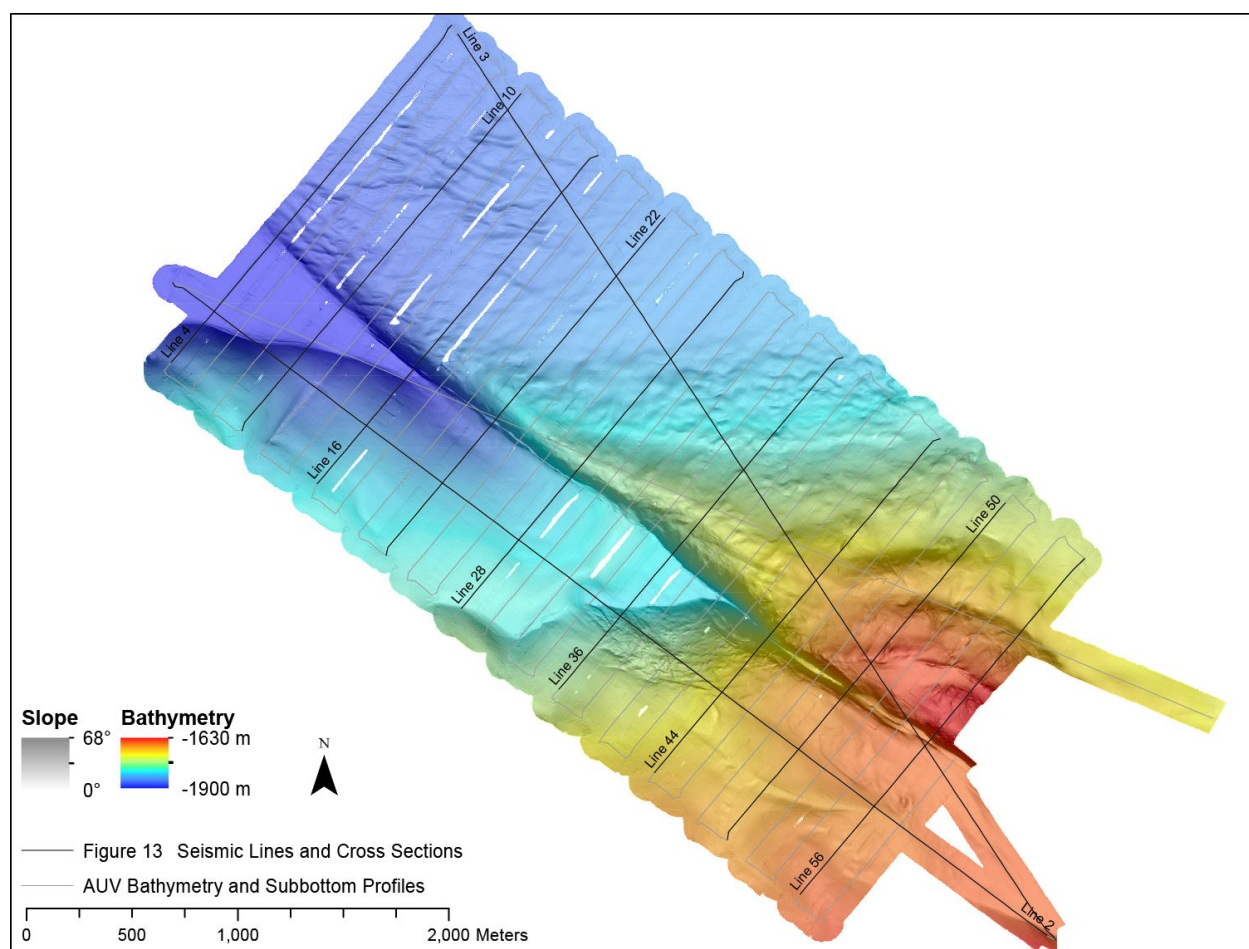 Line 3
Line 10
Line 22
Line 4
Line 16
Line 50
Line 28
Line 36
Line 44
Line 56
Line 2
Slope
68°
0°
Bathymetry
-1630 m
-1900 m
N
Figure 13 Seismic Lines and Cross Sections
AUV Bathymetry and Subbottom Profiles
0 500 1,000 2,000 Meters